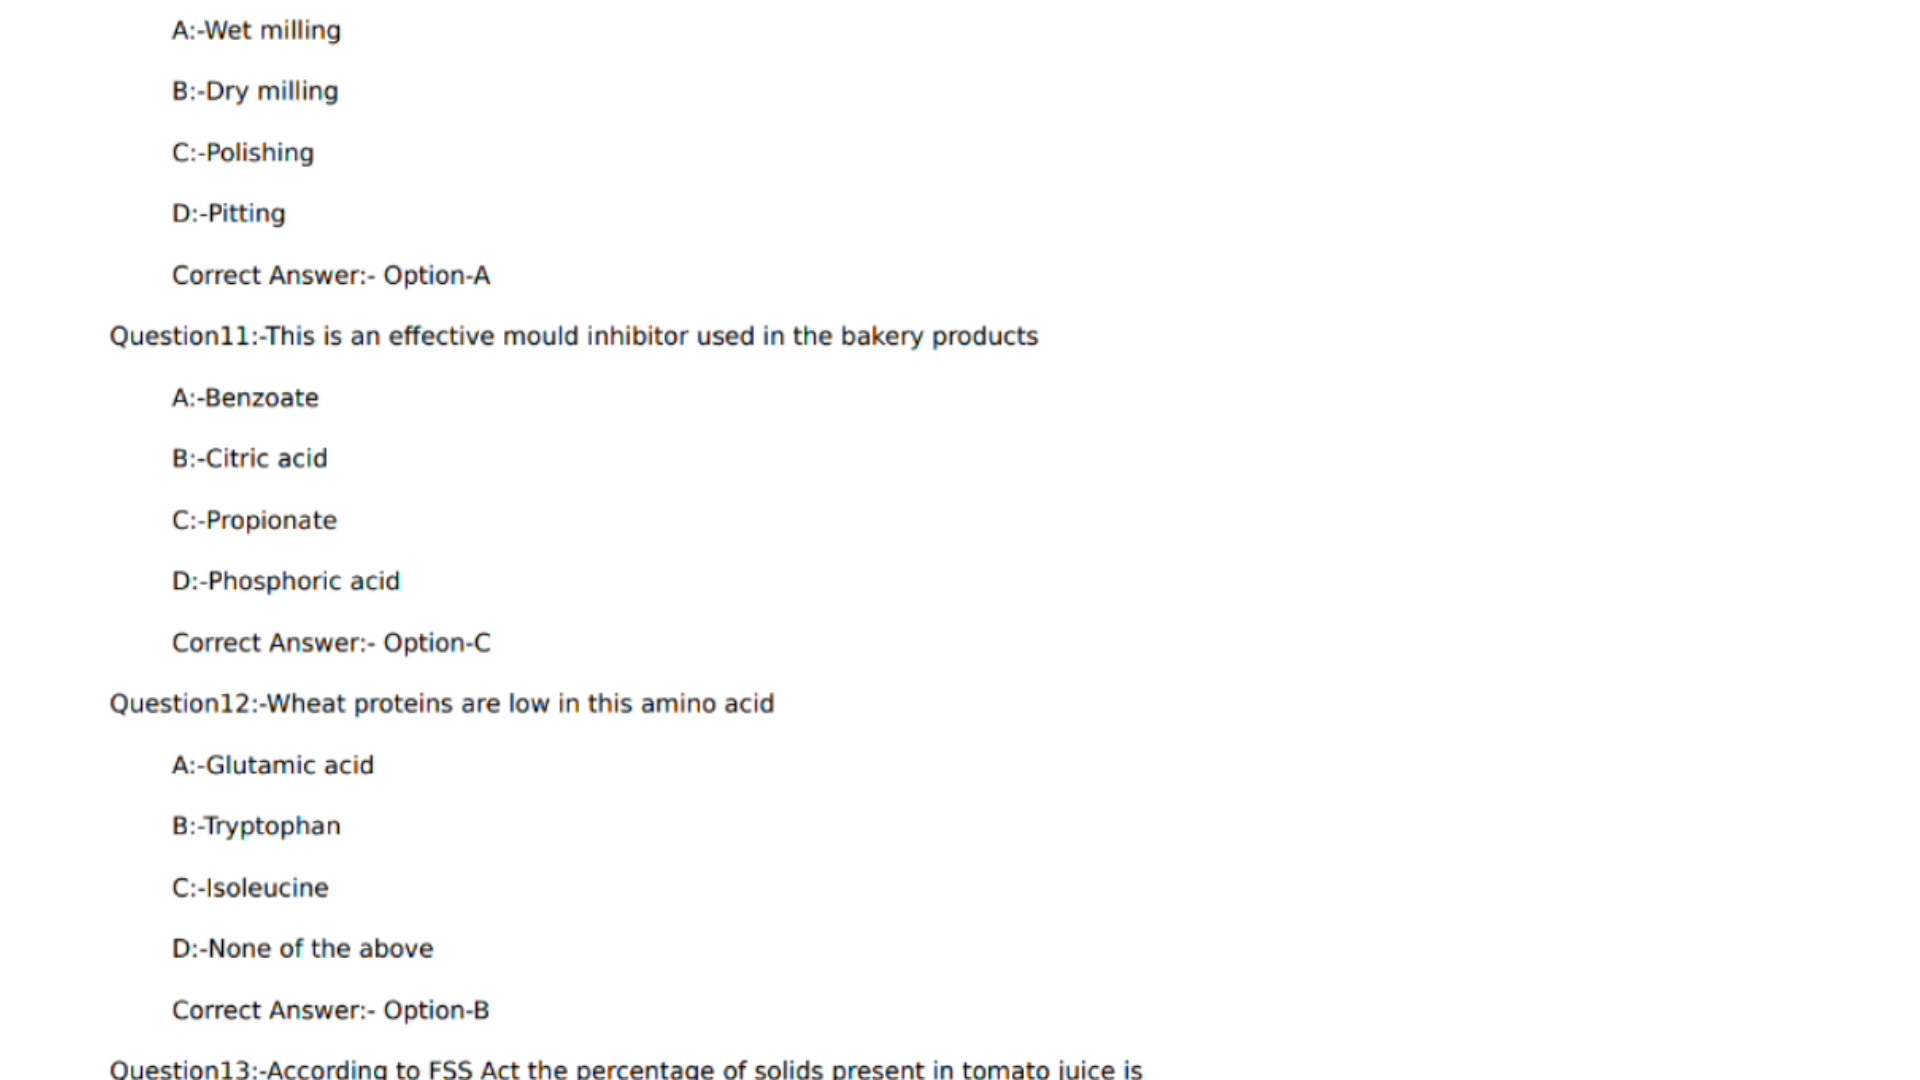 A:-Wet milling
B:-Dry milling
C:-Polishing
D:-Pitting
Correct Answer:- Option-A
Question11:-This is an effective mould inhibitor used in the bakery products
A:-Benzoate
B:-Citric acid
C:-Propionate
D:-Phosphoric acid
Correct Answer:- Option-C
Question12:-Wheat proteins are low in this amino acid
A:-Glutamic acid
B:-Tryptophan
C:-Isoleucine
D:-None of the above
Correct Answer:- Option-B
Question13:-According to FSS Act the percentage of solids present in tomato juice is